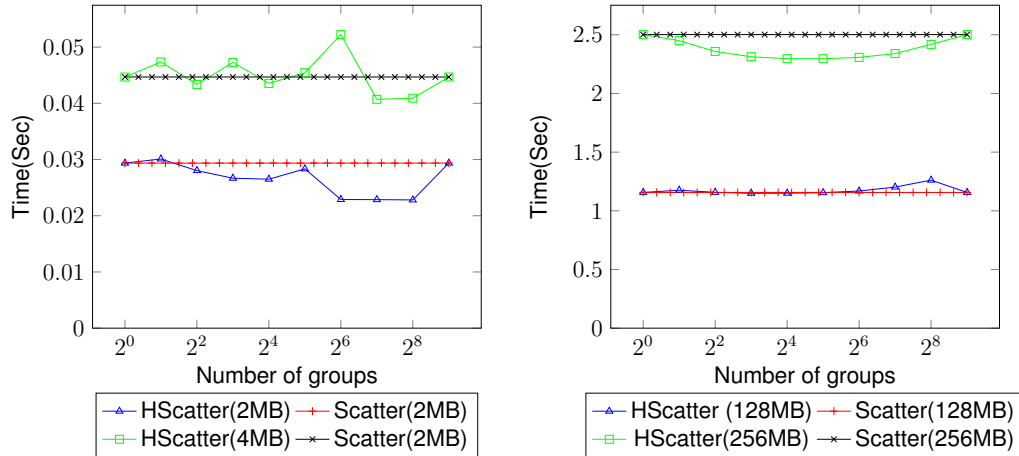 0.05
0.04
0.03
0.02
0.01
0
Time(Sec)
2^0 2^2 2^4 2^6 2^8
Number of groups
HScatter(2MB) Scatter(2MB)
HScatter(4MB) Scatter(2MB)
2.5
2
1.5
1
0.5
0
Time(Sec)
2^0 2^2 2^4 2^6 2^8
Number of groups
HScatter (128MB) Scatter(128MB)
HScatter(256MB) Scatter(256MB)